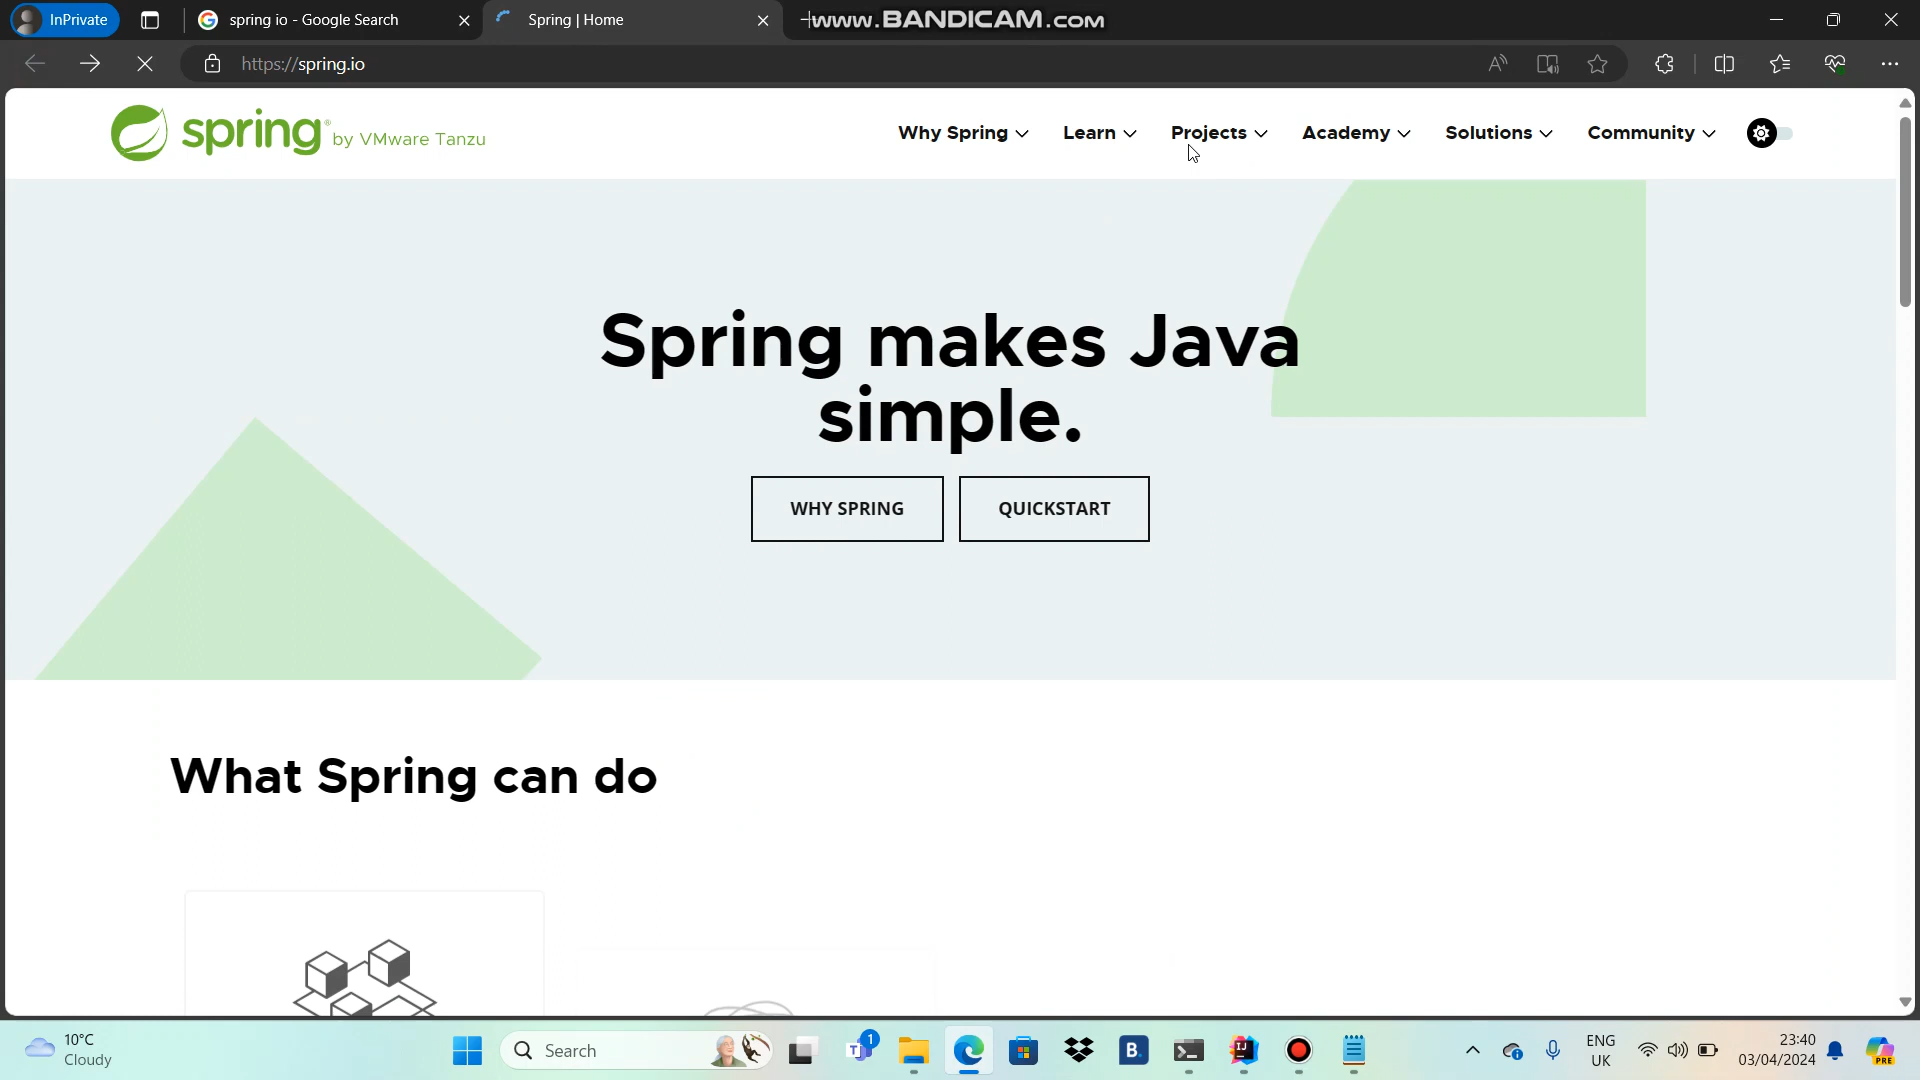 InPrivate
spring io - Google Search
Spring | Home
www.BANDICAM.com
https://spring.io
spring® by VMware Tanzu
Why Spring
Learn
Projects
Academy
Solutions
Community
Spring makes Java
simple.
WHY SPRING
QUICKSTART
What Spring can do
10°C
Cloudy
Search
1
B.
ENG
UK
23:40
03/04/2024
PRE